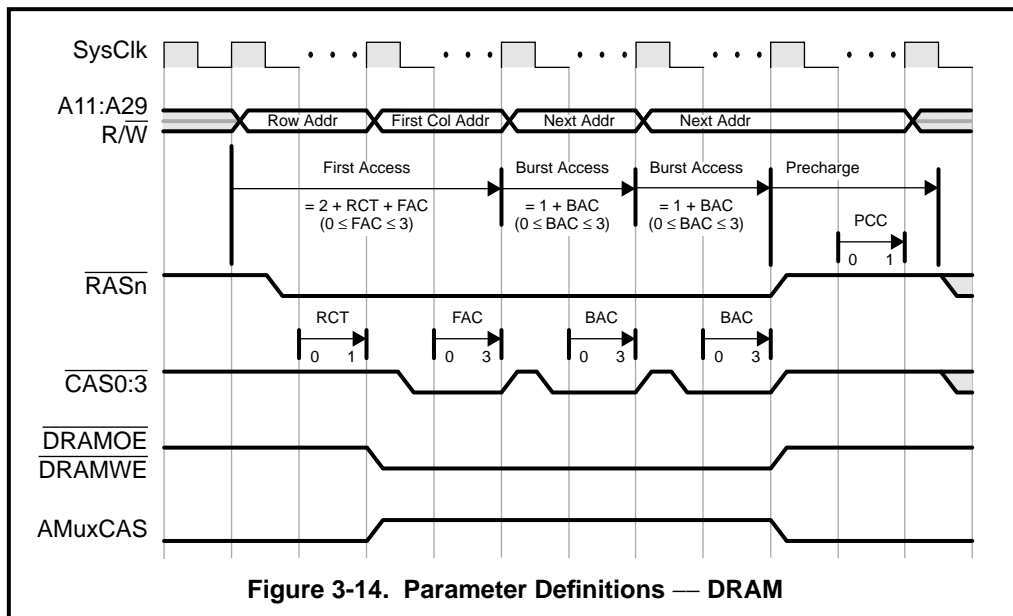 SysClk
A11:A29
R/W
Row Addr
First Col Addr
Next Addr
Next Addr
First Access
Burst Access
Burst Access
Precharge
= 2 + RCT + FAC
(0 ≤ FAC ≤ 3)
= 1 + BAC
(0 ≤ BAC ≤ 3)
= 1 + BAC
(0 ≤ BAC ≤ 3)
PCC
0 1
RASn
RCT
0 1
FAC
0 3
BAC
0 3
BAC
0 3
CAS0:3
DRAMOE
DRAMWE
AMuxCAS
Figure 3-14. Parameter Definitions — DRAM